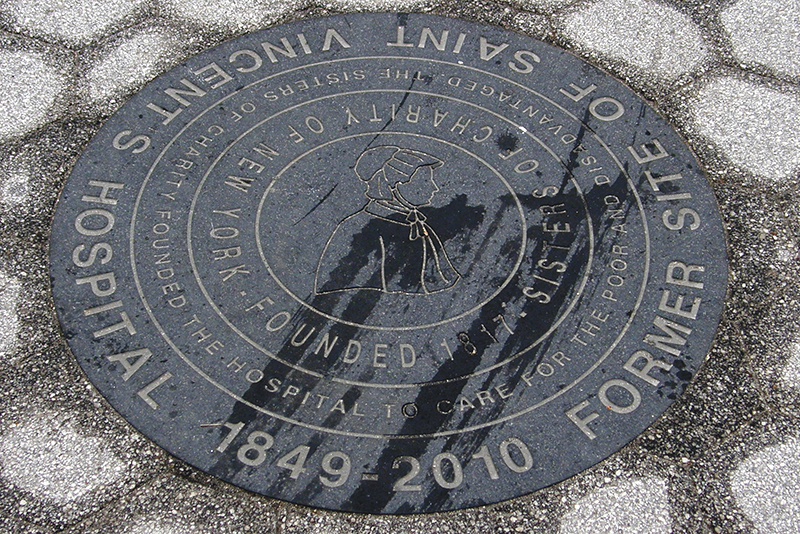 FORMER SITE OF SAINT VINCENT'S HOSPITAL
1849-2010
THE SISTERS OF CHARITY FOUNDED THE HOSPITAL TO CARE FOR THE POOR AND DISADVANTAGED.
SISTERS OF CHARITY OF NEW YORK · FOUNDED 1817 ·